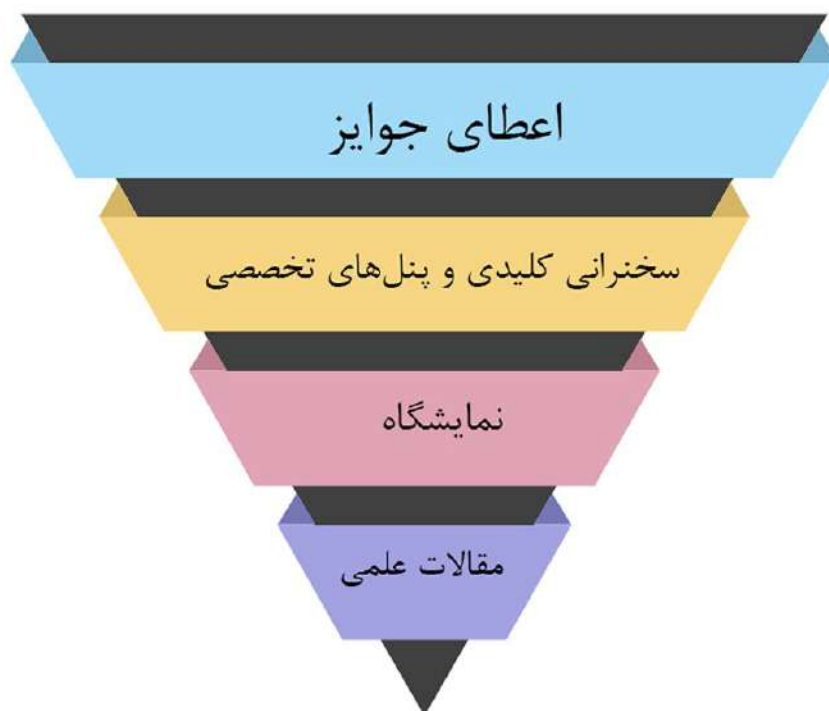 اعطای جوایز
سخنرانی کلیدی و پنل‌های تخصصی
نمایشگاه
مقالات علمی